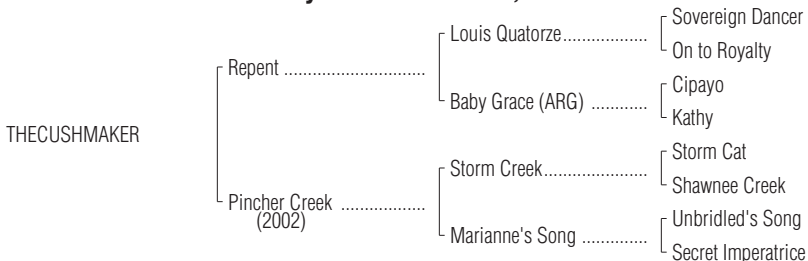 Sovereign Dancer
Louis Quatorze..................
On to Royalty
Repent ..............................
Cipayo
Baby Grace (ARG) ............
Kathy
THECUSHMAKER
Storm Cat
Storm Creek......................
Shawnee Creek
Pincher Creek ..................
(2002)
Unbridled's Song
Marianne's Song ..............
Secret Imperatrice